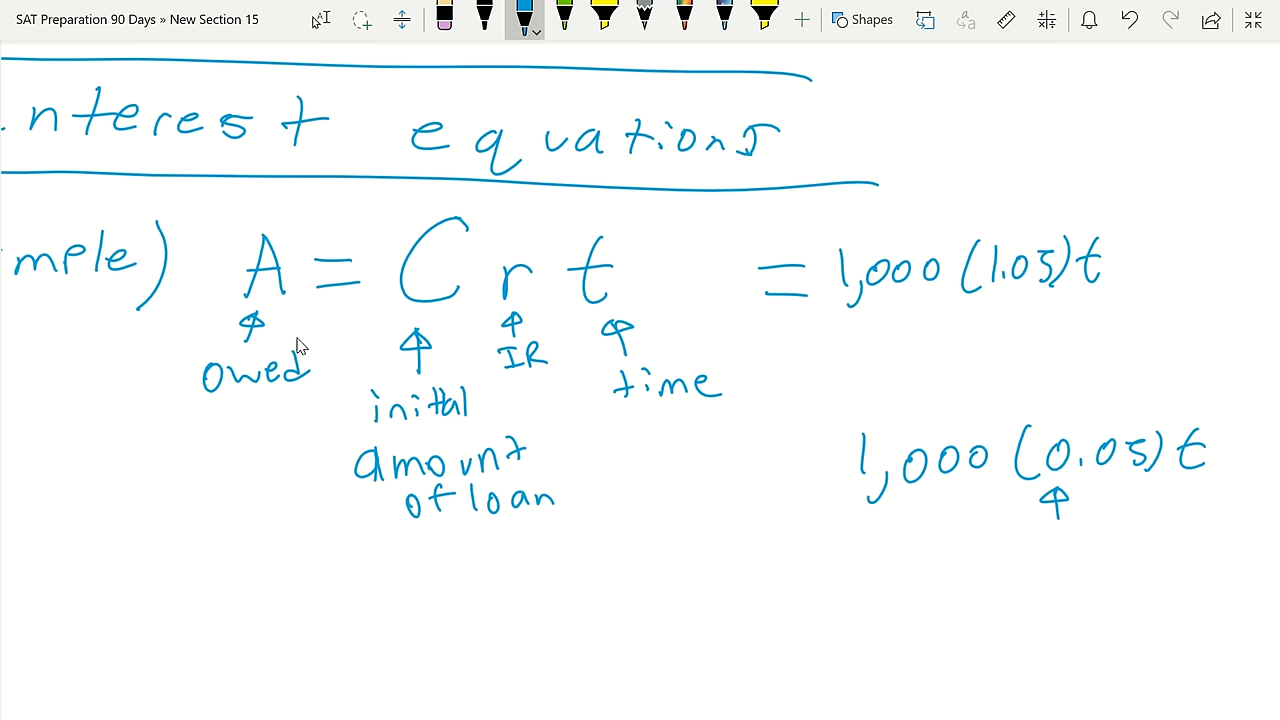 SAT Preparation 90 Days » New Section 15
Shapes
nterest equations
mple) A = C r t = 1,000 (1.05)t
owed
inital
amount
of loan
IR
time
1,000 (0.05)t